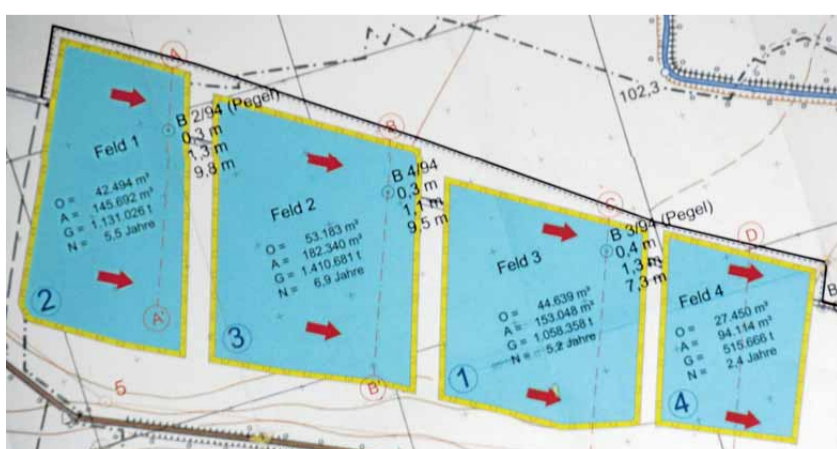 A
B 2/94 (Pegel)
0,3 m
1,3 m
9,8 m
Feld 1
O = 42.494 m³
A = 145.692 m³
G = 1.131.026 t
N = 5,5 Jahre
A'
2
B
B 4/94
0,3 m
1,1 m
9,5 m
Feld 2
O = 53.183 m³
A = 182.340 m³
G = 1.410.681 t
N = 6,9 Jahre
B'
3
102,3
C
B 3/94 (Pegel)
0,4 m
1,3 m
7,3 m
Feld 3
O = 44.639 m³
A = 153.048 m³
G = 1.058.358 t
N = 5,2 Jahre
1
D
Feld 4
O = 27.450 m³
A = 94.114 m³
G = 515.666 t
N = 2,4 Jahre
4
B
5